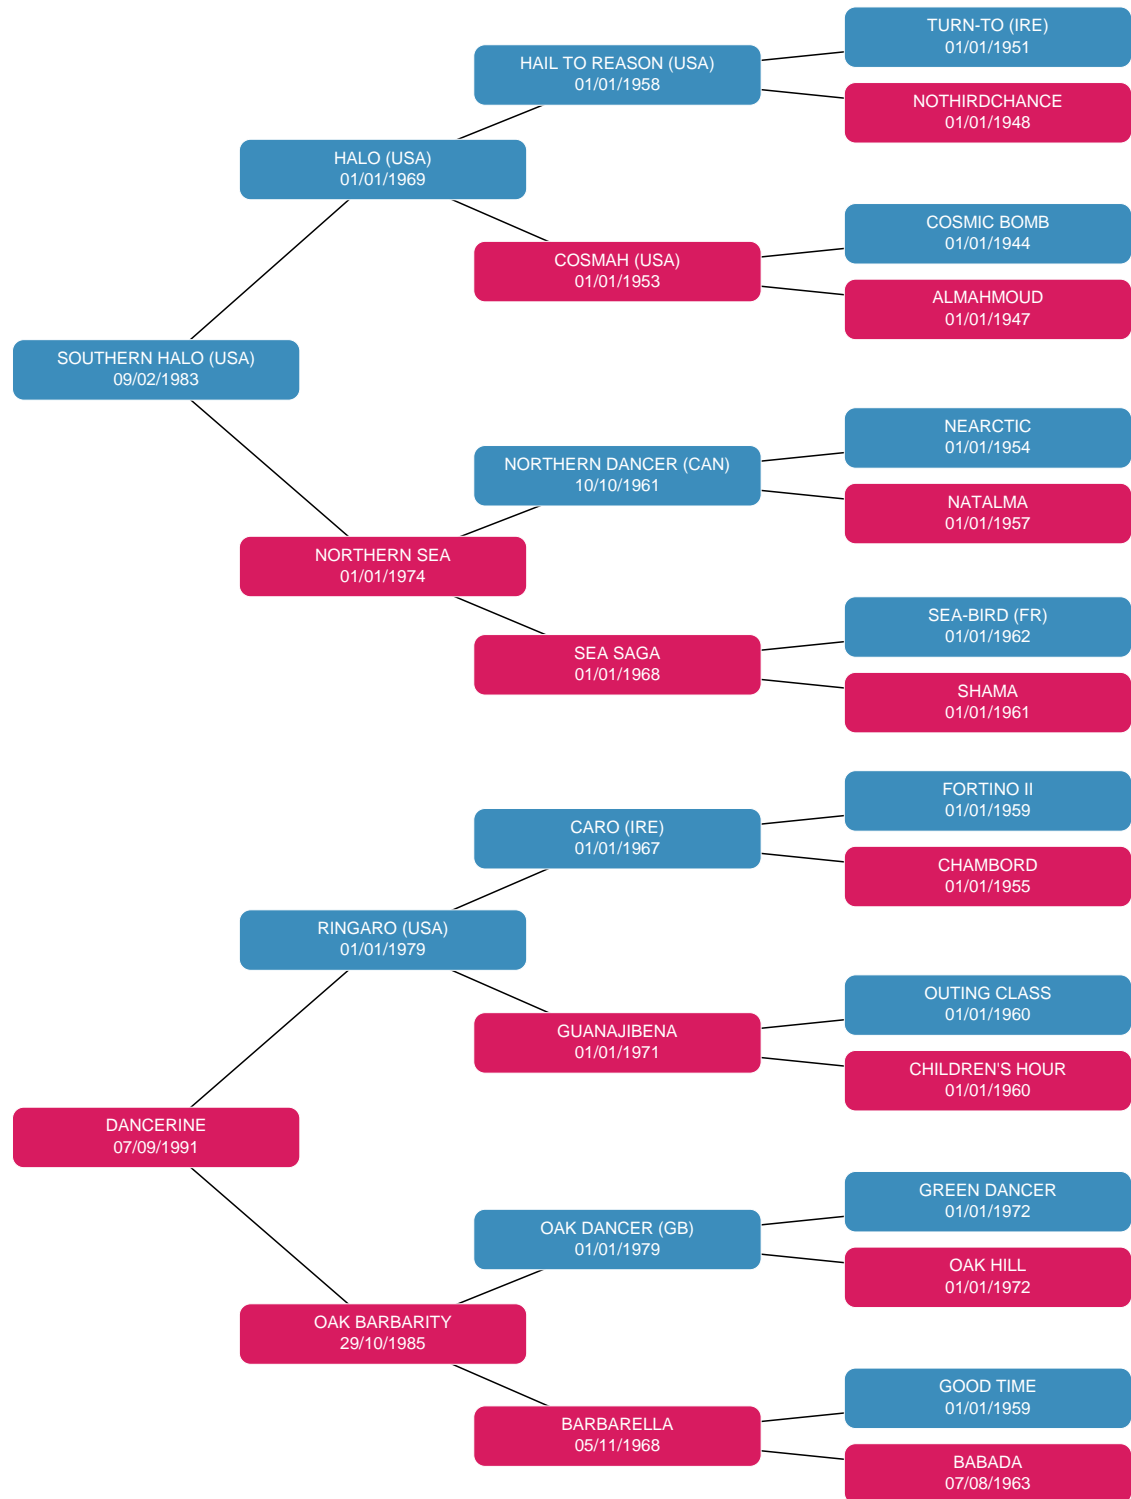 TURN-TO (IRE)
01/01/1951
HAIL TO REASON (USA)
01/01/1958
NOTHIRDCHANCE
01/01/1948
HALO (USA)
01/01/1969
COSMIC BOMB
01/01/1944
COSMAH (USA)
01/01/1953
ALMAHMOUD
01/01/1947
SOUTHERN HALO (USA)
09/02/1983
NEARCTIC
01/01/1954
NORTHERN DANCER (CAN)
10/10/1961
NATALMA
01/01/1957
NORTHERN SEA
01/01/1974
SEA-BIRD (FR)
01/01/1962
SEA SAGA
01/01/1968
SHAMA
01/01/1961
FORTINO II
01/01/1959
CARO (IRE)
01/01/1967
CHAMBORD
01/01/1955
RINGARO (USA)
01/01/1979
OUTING CLASS
01/01/1960
GUANAJIBENA
01/01/1971
CHILDREN'S HOUR
01/01/1960
DANCERINE
07/09/1991
GREEN DANCER
01/01/1972
OAK DANCER (GB)
01/01/1979
OAK HILL
01/01/1972
OAK BARBARITY
29/10/1985
GOOD TIME
01/01/1959
BARBARELLA
05/11/1968
BABADA
07/08/1963